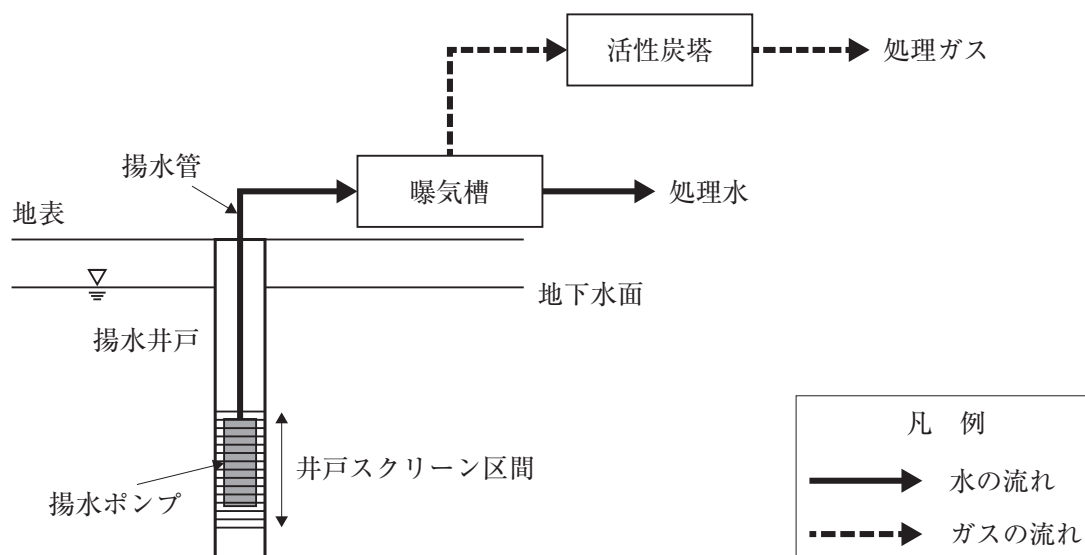 活性炭塔
処理ガス
揚水管
曝気槽
処理水
地表
地下水面
揚水井戸
井戸スクリーン区間
揚水ポンプ
凡 例
水の流れ
ガスの流れ